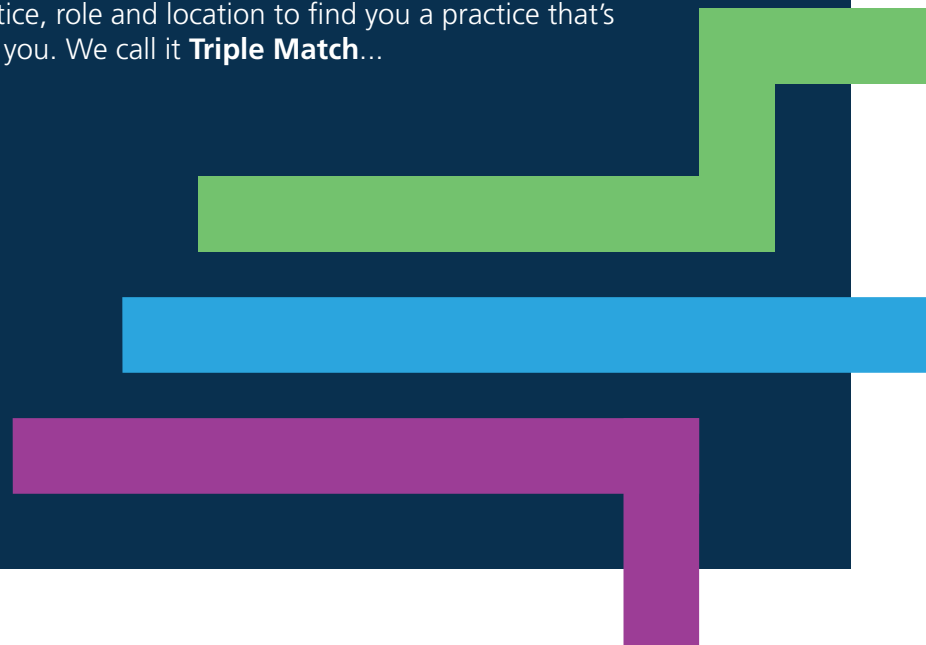 tice, role and location to find you a practice that’s
you. We call it Triple Match...